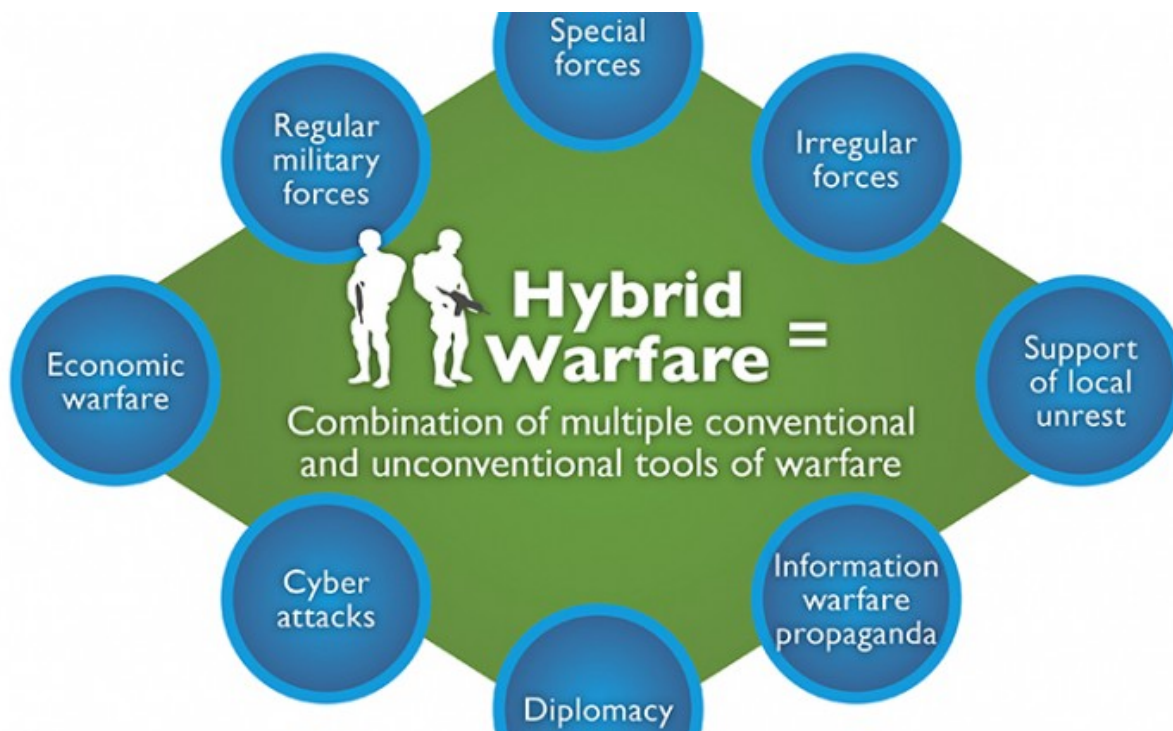 Special
forces
Regular
military
forces
Irregular
forces
Hybrid
Warfare =
Economic
warfare
Support
of local
unrest
Combination of multiple conventional
and unconventional tools of warfare
Cyber
attacks
Information
warfare
propaganda
Diplomacy